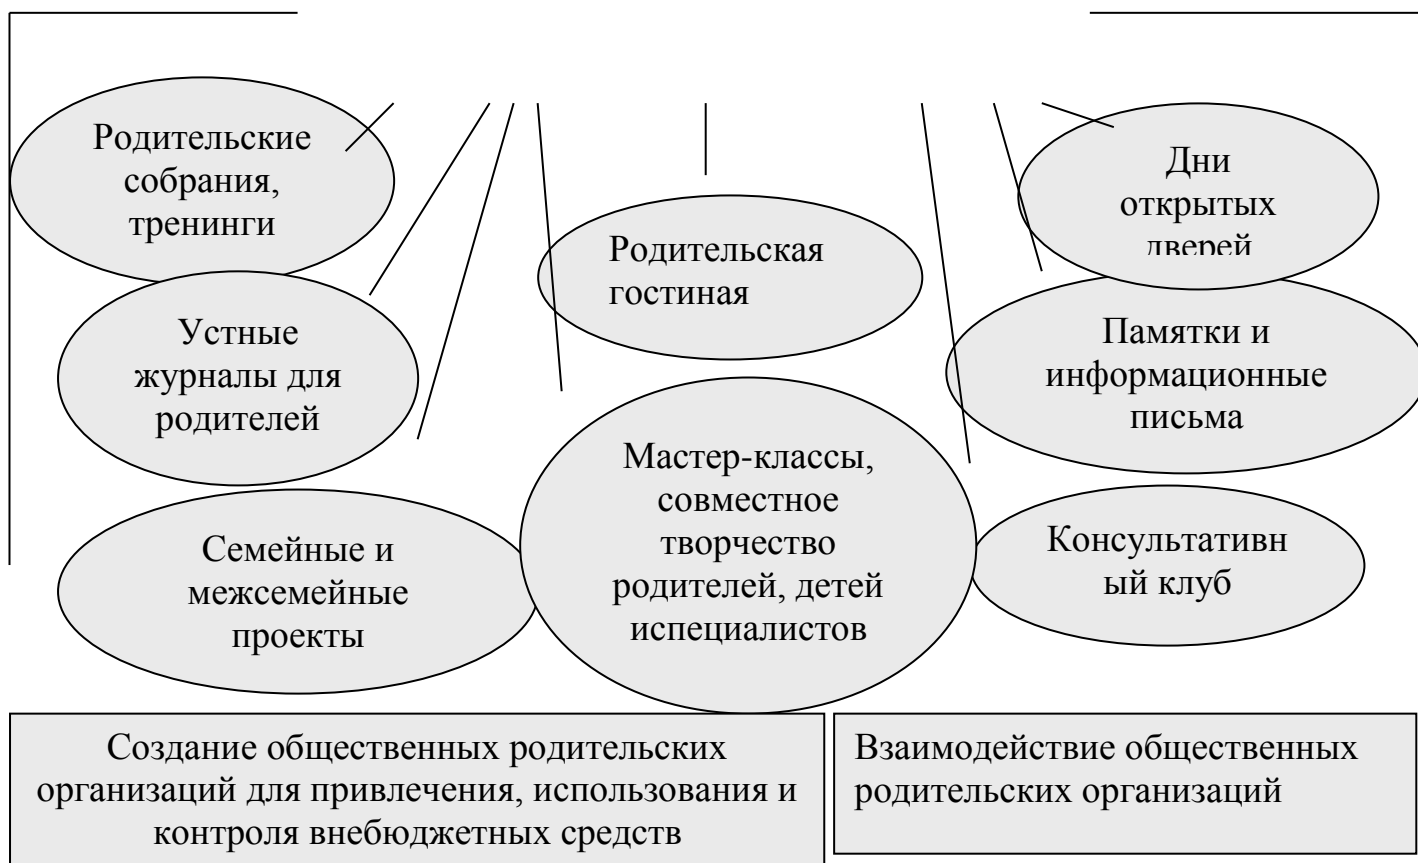 Родительские
собрания,
тренинги
Дни
открытых
дверей
Родительская
гостиная
Устные
журналы для
родителей
Памятки и
информационные
письма
Мастер-классы,
совместное
творчество
родителей, детей
испециалистов
Семейные и
межсемейные
проекты
Консультативн
ый клуб
Создание общественных родительских
организаций для привлечения, использования и
контроля внебюджетных средств
Взаимодействие общественных
родительских организаций